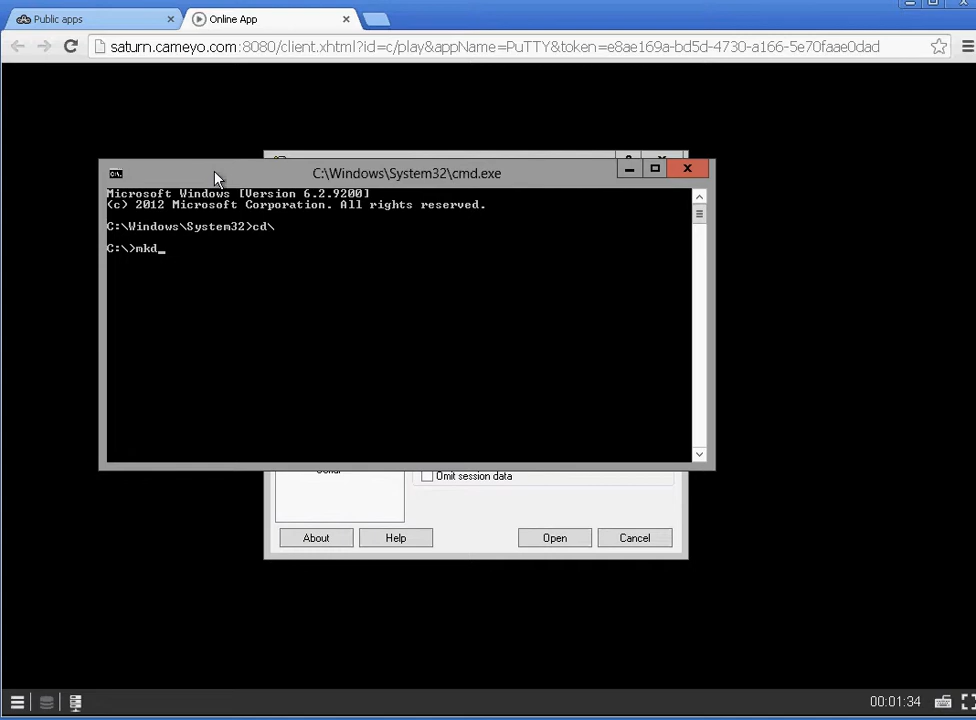 Public apps
Online App
saturn.cameyo.com:8080/client.xhtml?id=c/play&appName=PuTTY&token=e8ae169a-bd5d-4730-a166-5e70faae0dad
C:\Windows\System32\cmd.exe
Microsoft Windows [Version 6.2.9200]
(c) 2012 Microsoft Corporation. All rights reserved.
C:\Windows\System32>cd\
C:\>mkd_
Omit session data
About
Help
Open
Cancel
00:01:34